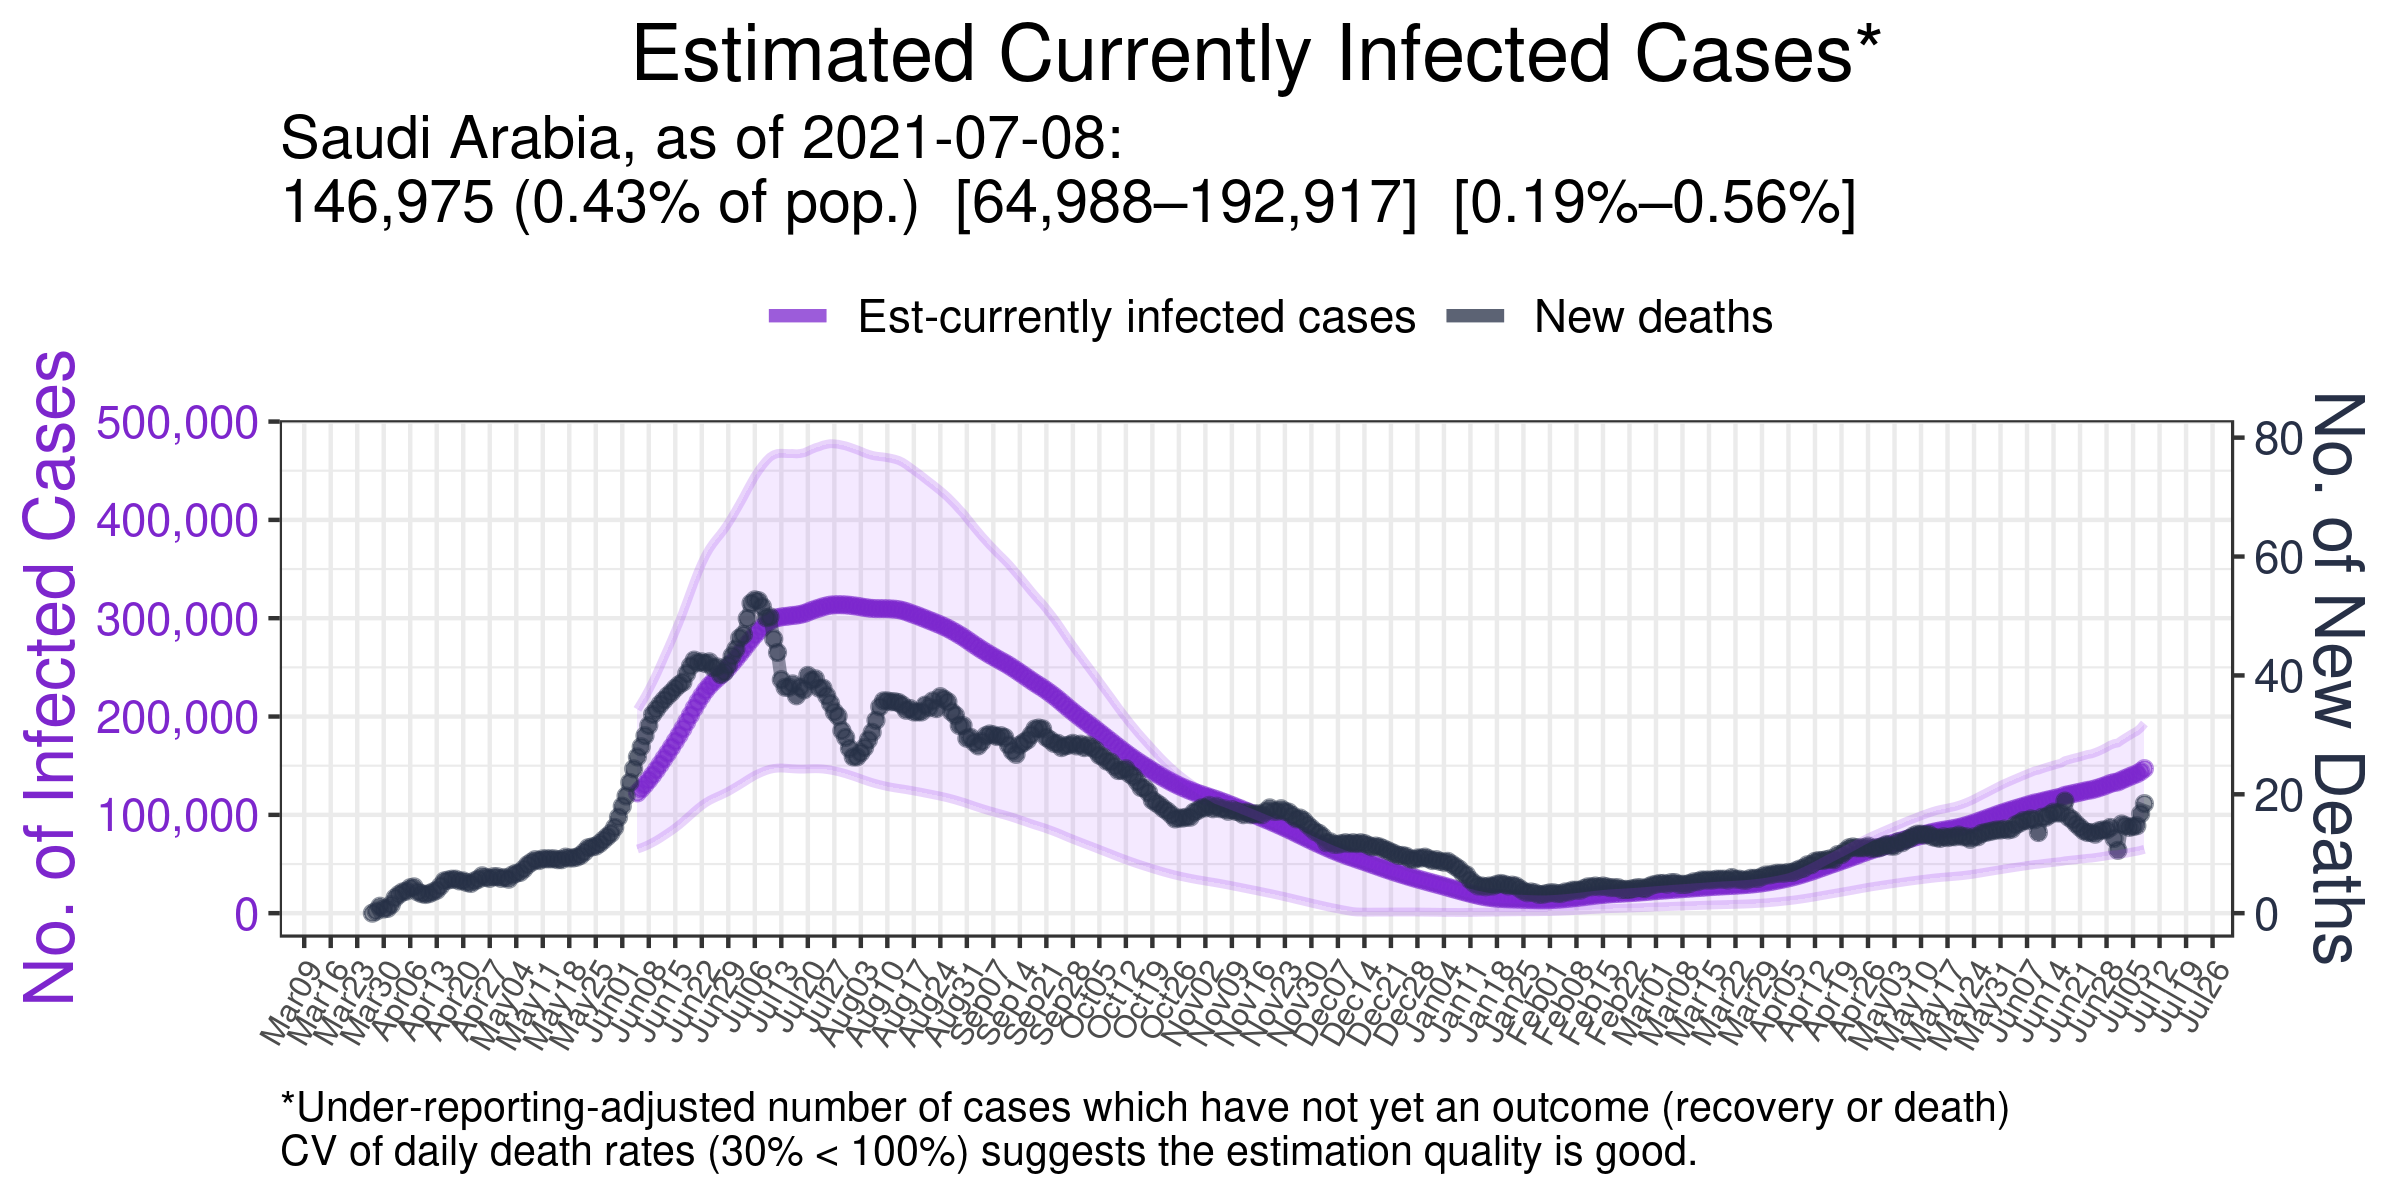 Estimated Currently Infected Cases*
Saudi Arabia, as of 2021-07-08:
146,975 (0.43% of pop.) [64,988–192,917] [0.19%–0.56%]
Est-currently infected cases
New deaths
No. of Infected Cases
500,000
400,000
300,000
200,000
100,000
0
80
60
40
20
0
No. of New Deaths
Mar09
Mar16
Mar23
Mar30
Apr06
Apr13
Apr20
Apr27
May04
May11
May18
May25
Jun01
Jun08
Jun15
Jun22
Jun29
Jul06
Jul13
Jul20
Jul27
Aug03
Aug10
Aug17
Aug24
Aug31
Sep07
Sep14
Sep21
Sep28
Oct05
Oct12
Oct19
Oct26
Nov02
Nov09
Nov16
Nov23
Nov30
Dec07
Dec14
Dec21
Dec28
Jan04
Jan11
Jan18
Jan25
Feb01
Feb08
Feb15
Feb22
Mar01
Mar08
Mar15
Mar22
Mar29
Apr05
Apr12
Apr19
Apr26
May03
May10
May17
May24
May31
Jun07
Jun14
Jun21
Jun28
Jul05
Jul12
Jul19
Jul26
*Under-reporting-adjusted number of cases which have not yet an outcome (recovery or death)
CV of daily death rates (30% < 100%) suggests the estimation quality is good.